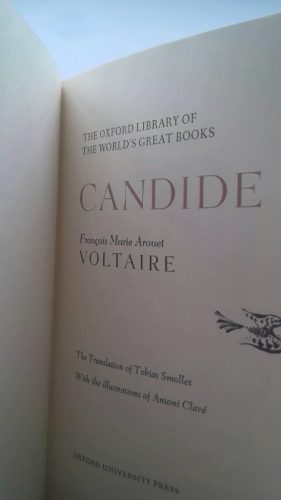 THE OXFORD LIBRARY OF
THE WORLD'S GREAT BOOKS
CANDIDE
François Marie Arouet
VOLTAIRE
The Translation of Tobias Smollet
With the illustrations of Antoni Clavé
OXFORD UNIVERSITY PRESS